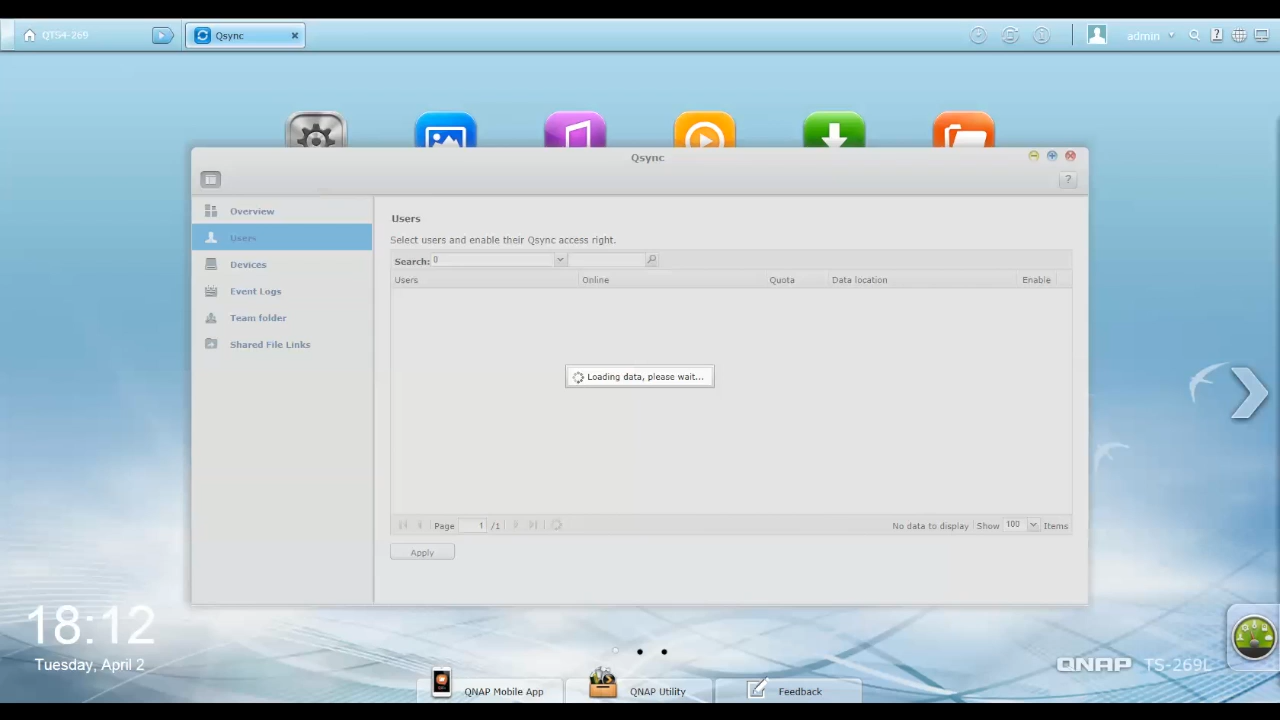 QTS4-269
Qsync
admin
?
Qsync
?
Overview
Users
Devices
Event Logs
Team folder
Shared File Links
Users
Select users and enable their Qsync access right.
Search: 0
Users Online Quota Data location Enable
Loading data, please wait...
Page 1 /1 No data to display Show 100 Items
Apply
18:12
Tuesday, April 2
QNAP TS-269L
QNAP Mobile App
QNAP Utility
Feedback